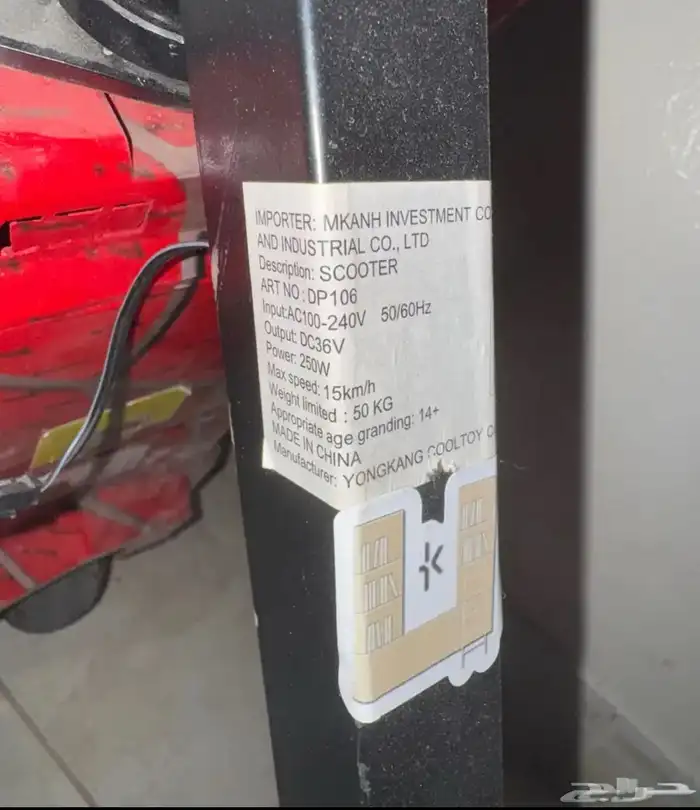 IMPORTER: MKANH INVESTMENT CO
AND INDUSTRIAL CO., LTD
Description: SCOOTER
ART NO : DP106
Input:AC100-240V 50/60Hz
Output: DC36V
Power: 250W
Max speed: 15km/h
Weight limited : 50 KG
Appropriate age granding: 14+
MADE IN CHINA
Manufacturer: YONGKANG COOLTOY C
K
حراج